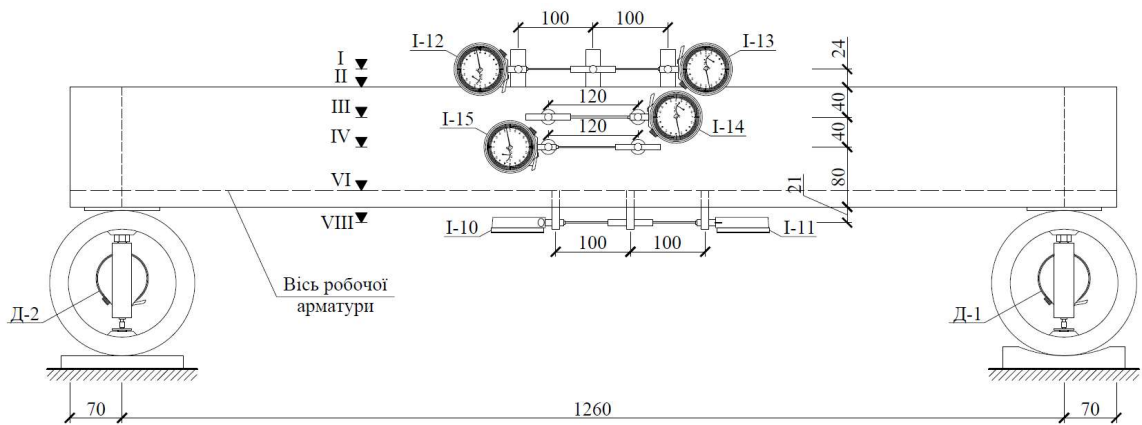 100
100
24
I-12
I-13
I
II
III
120
40
I-15
I-14
IV
120
40
VI
21
80
VIII
I-10
I-11
100
100
Вісь робочої
арматури
Д-2
Д-1
70
1260
70